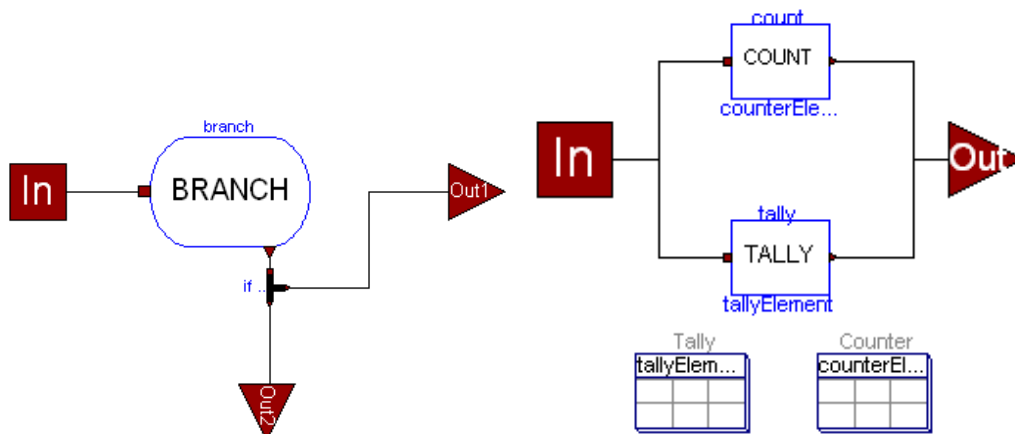 branch
In
BRANCH
Out1
if ..
Out2
count
COUNT
counterEle...
In
Out
tally
TALLY
tallyElement
Tally
tallyElem...
Counter
counterEl...